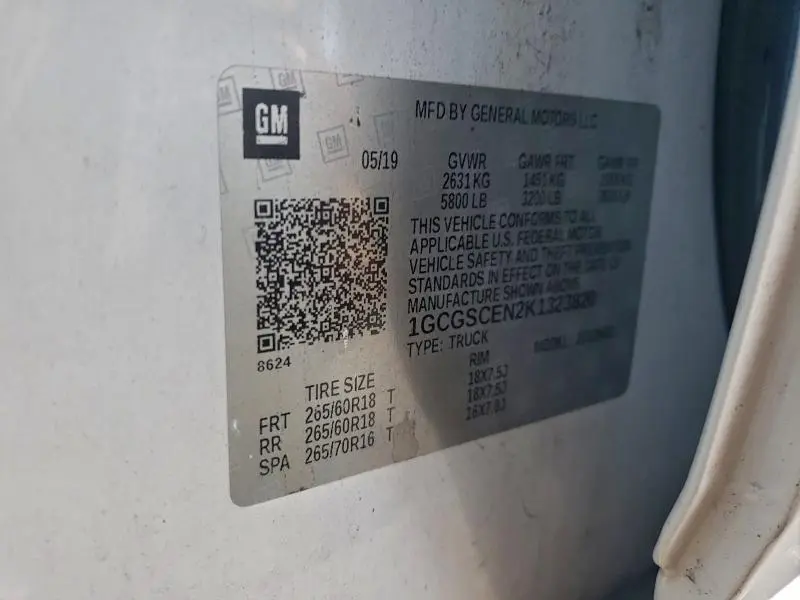 GM
MFD BY GENERAL MOTORS LLC
05/19 GVWR GAWR FRT GAWR RR
2631 KG 1451 KG
5800 LB 3200 LB
THIS VEHICLE CONFORMS TO ALL
APPLICABLE U.S. FEDERAL MOTOR
VEHICLE SAFETY AND THEFT PREVENTION
STANDARDS IN EFFECT ON THE DATE OF
MANUFACTURE SHOWN ABOVE
TYPE: TRUCK
8624
TIRE SIZE RIM
FRT 265/60R18 T 18X7.5J
RR 265/60R18 T 18X7.5J
SPA 265/70R16 T